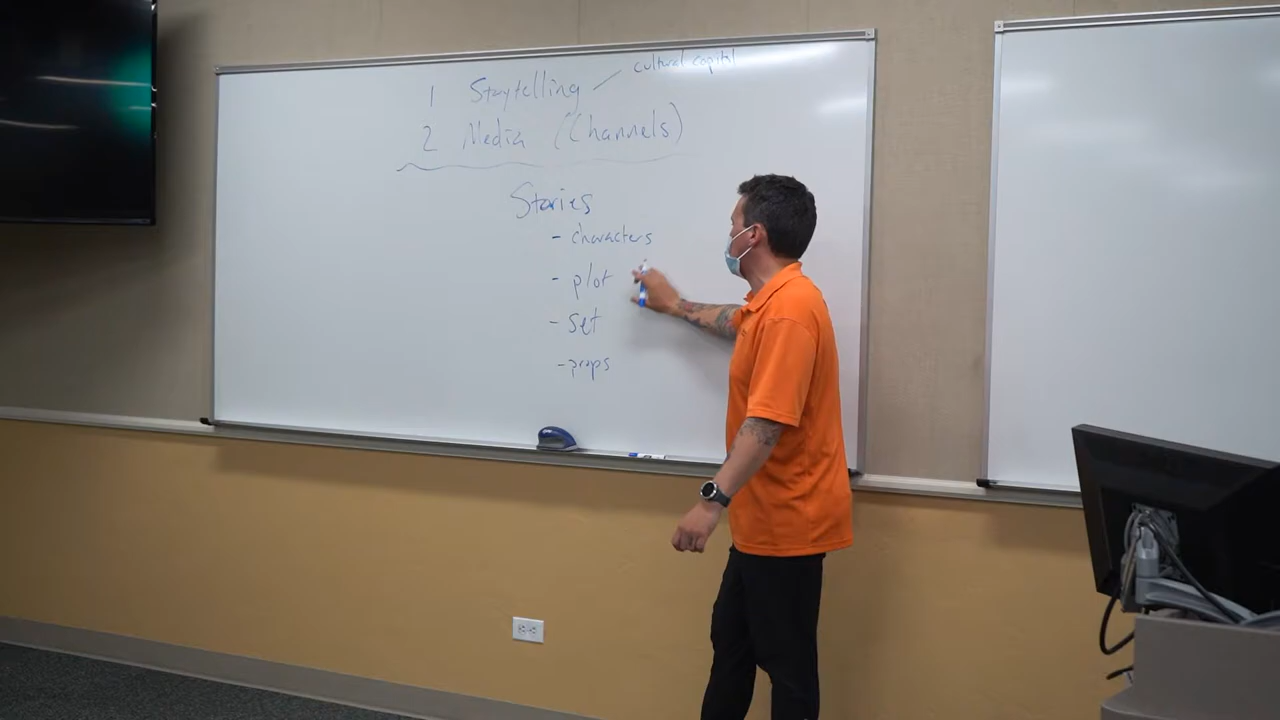 1 Storytelling / cultural capital
2 Media (Channels)
Stories
- characters
- plot
- set
- props